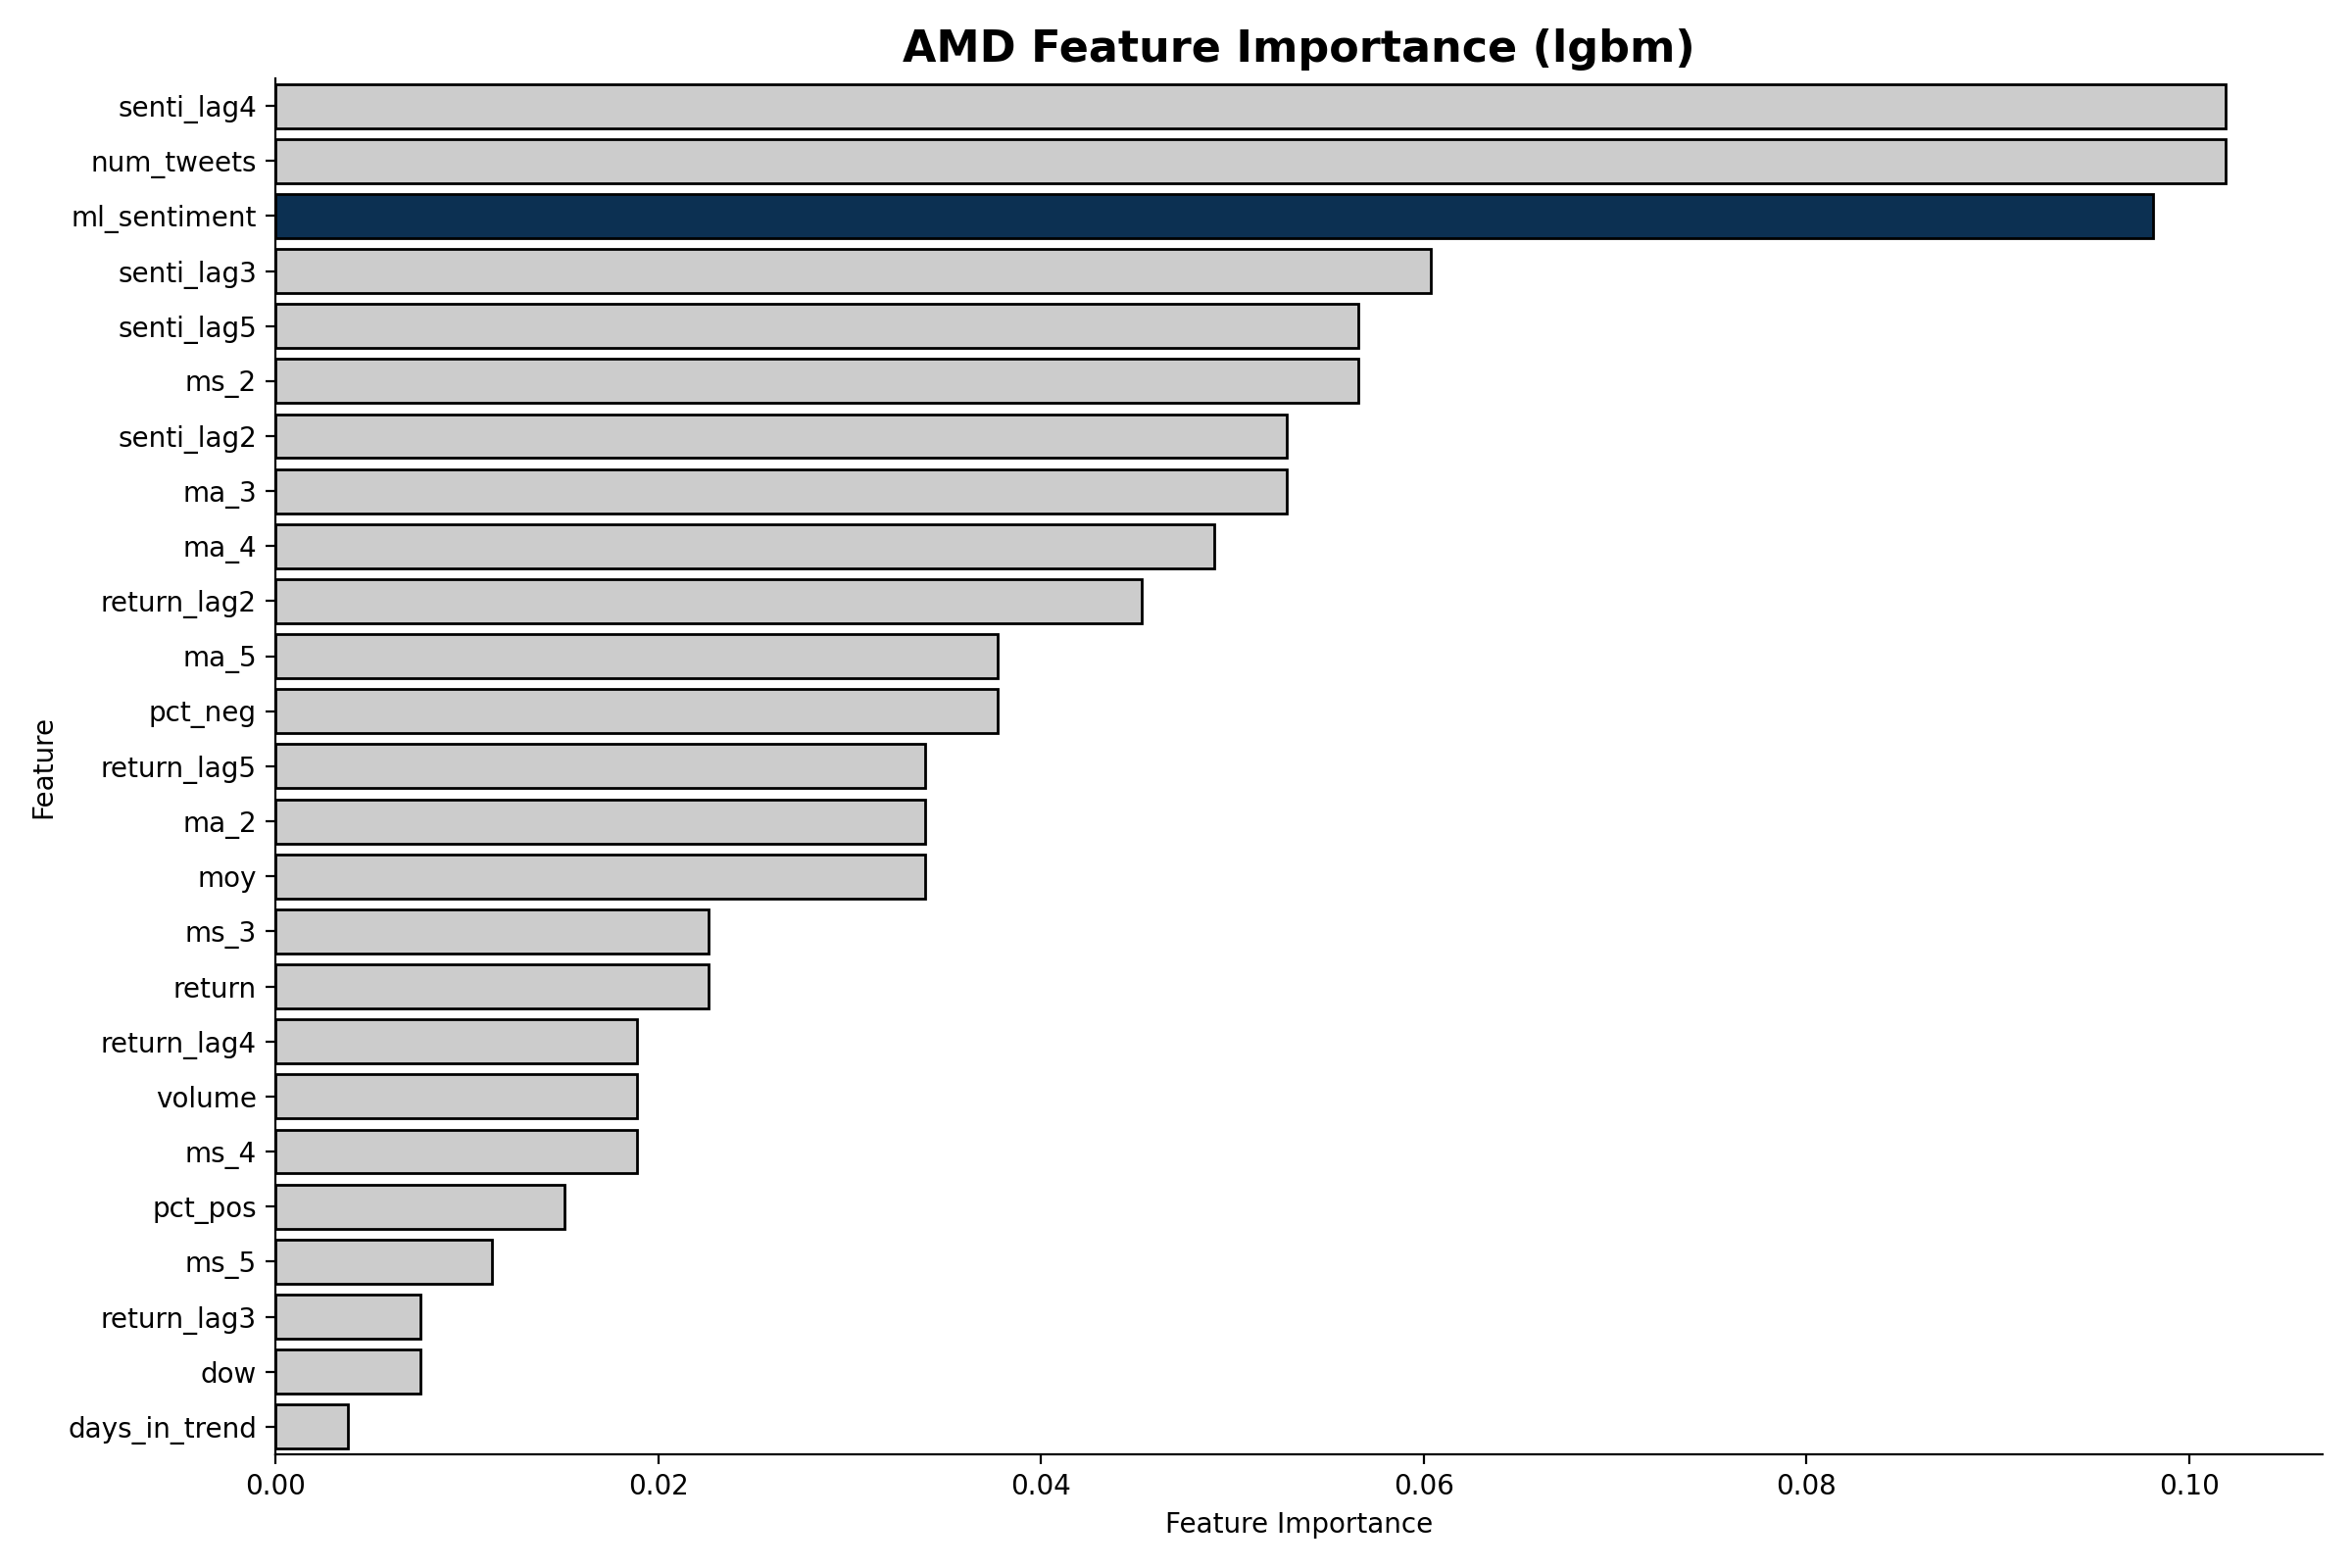 AMD Feature Importance (lgbm)
senti_lag4
num_tweets
ml_sentiment
senti_lag3
senti_lag5
ms_2
senti_lag2
ma_3
ma_4
return_lag2
ma_5
pct_neg
return_lag5
ma_2
moy
ms_3
return
return_lag4
volume
ms_4
pct_pos
ms_5
return_lag3
dow
days_in_trend
Feature
0.00 0.02 0.04 0.06 0.08 0.10
Feature Importance